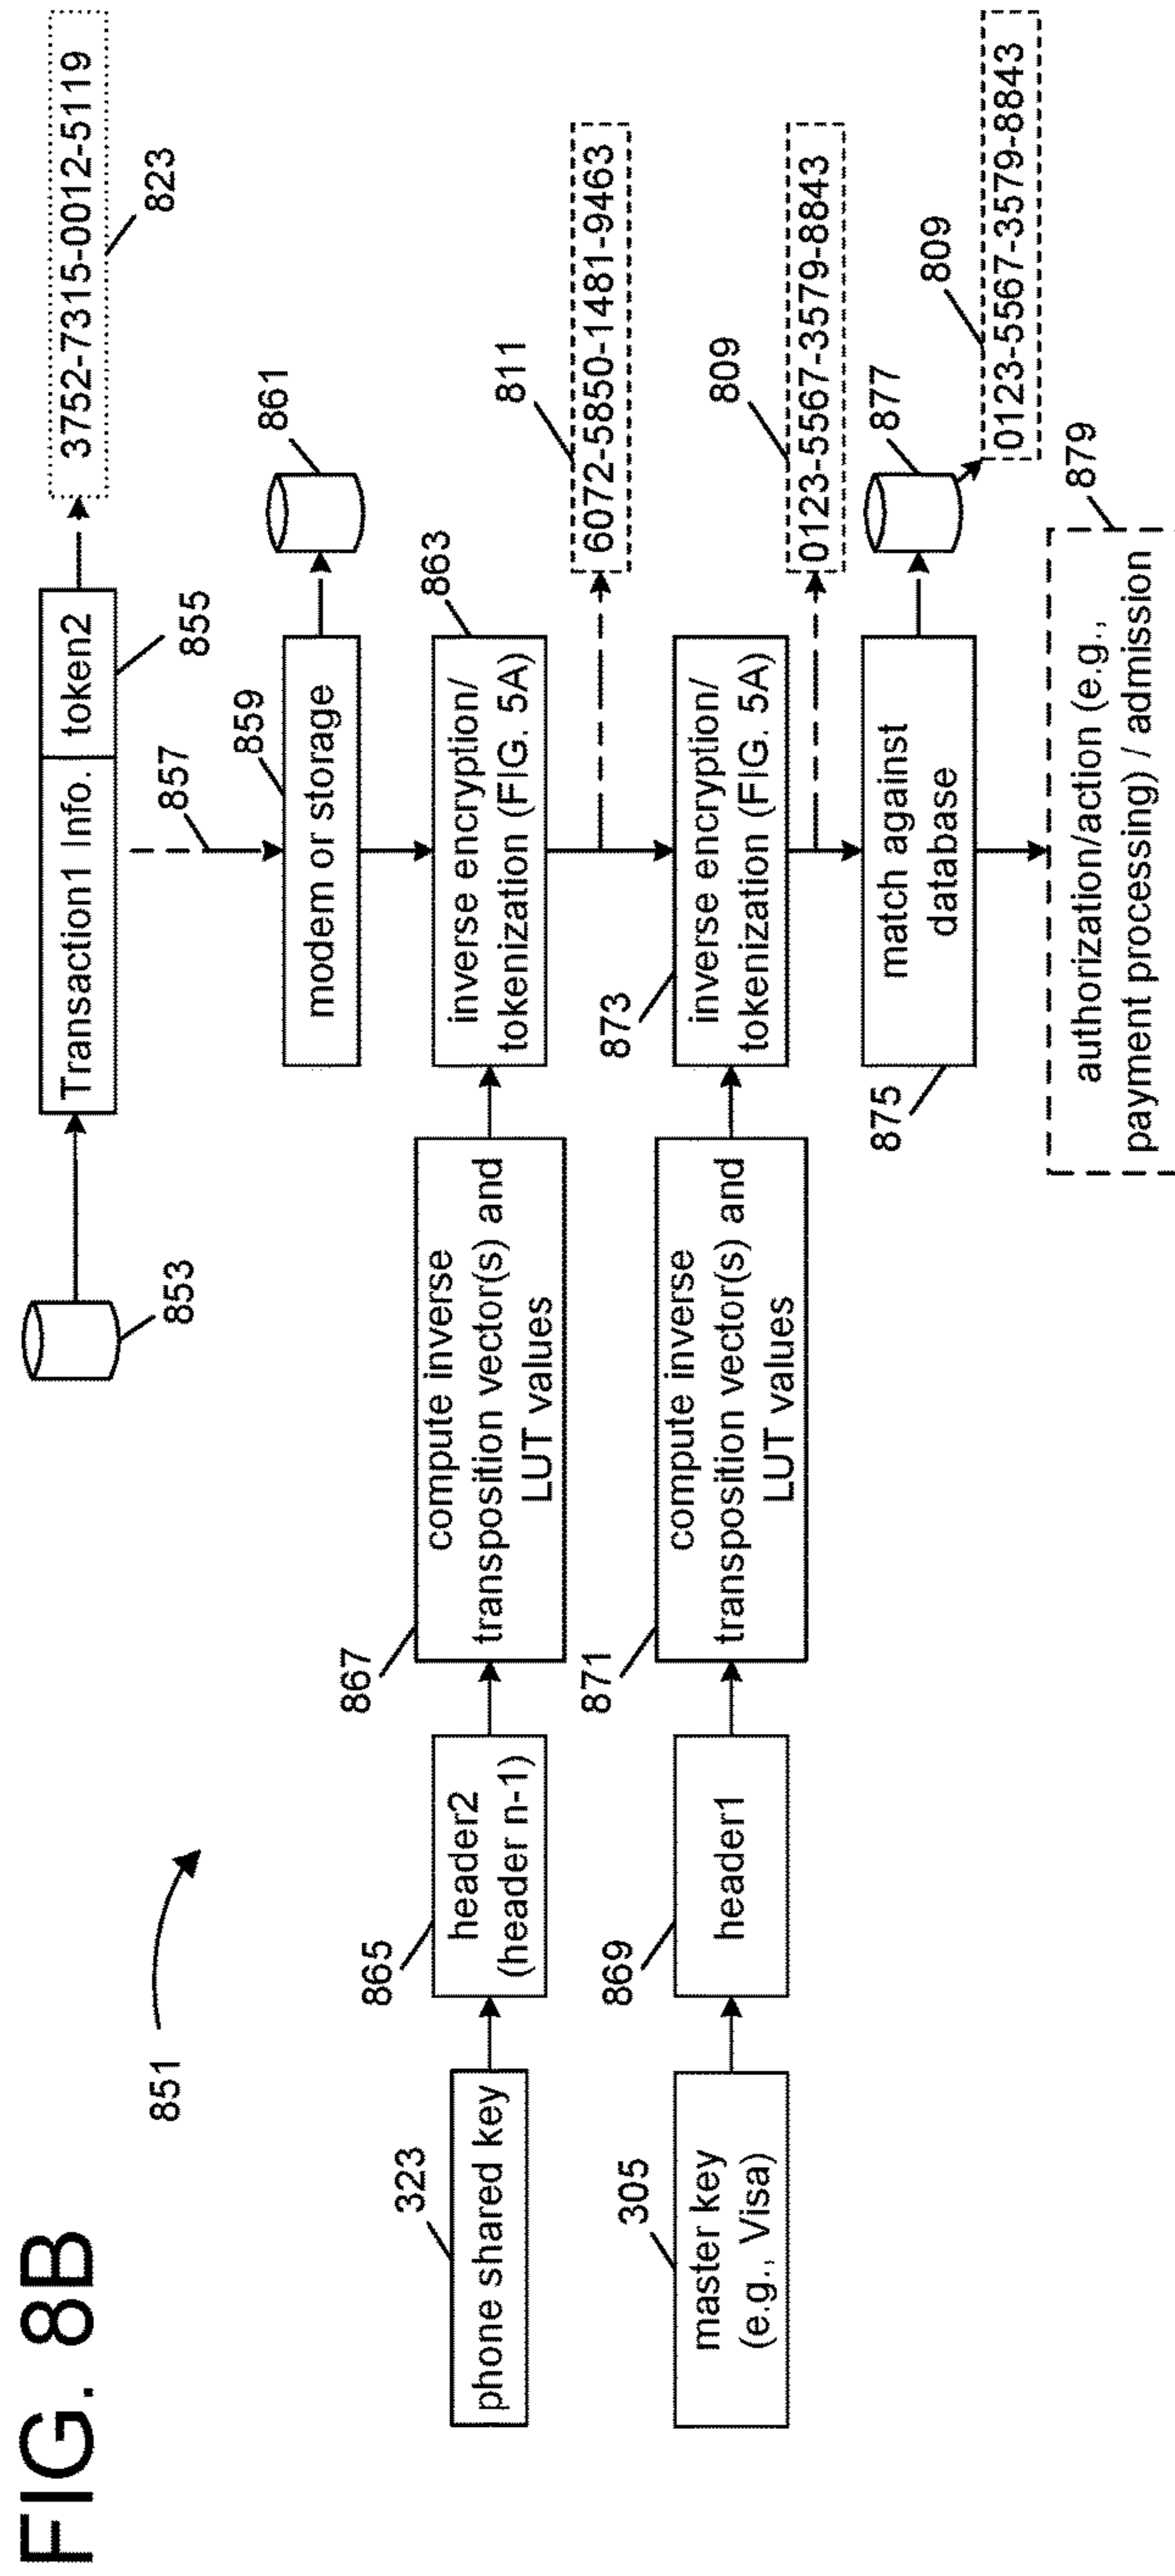 FIG. 8B
851
853
Transaction1 Info.
token2
855
3752-7315-0012-5119
823
857
859
modem or storage
861
323
phone shared key
865
header2
(header n-1)
867
compute inverse
transposition vector(s) and
LUT values
863
inverse encryption/
tokenization (FIG. 5A)
811
6072-5850-1481-9463
305
master key
(e.g., Visa)
869
header1
871
compute inverse
transposition vector(s) and
LUT values
873
inverse encryption/
tokenization (FIG. 5A)
809
0123-5567-3579-8843
875
match against
database
877
809
0123-5567-3579-8843
879
authorization/action (e.g.,
payment processing) / admission